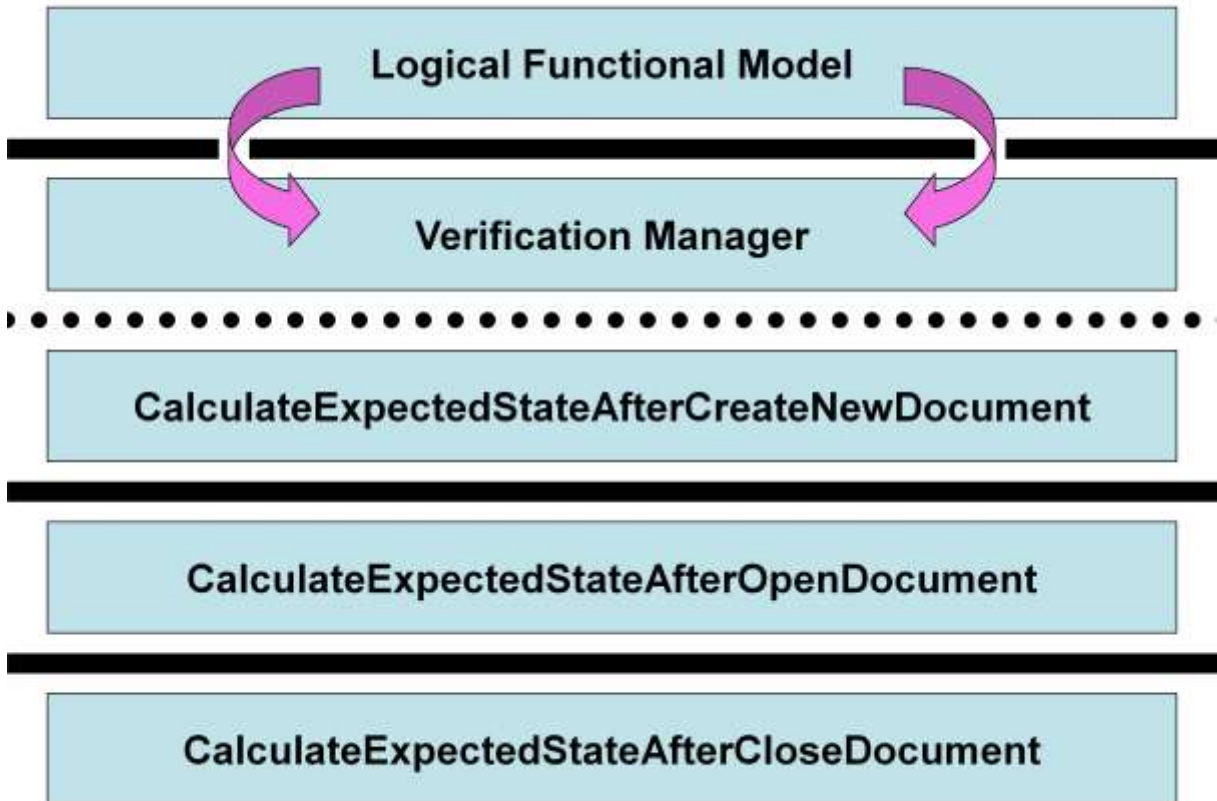 Logical Functional Model
Verification Manager
CalculateExpectedStateAfterCreateNewDocument
CalculateExpectedStateAfterOpenDocument
CalculateExpectedStateAfterCloseDocument